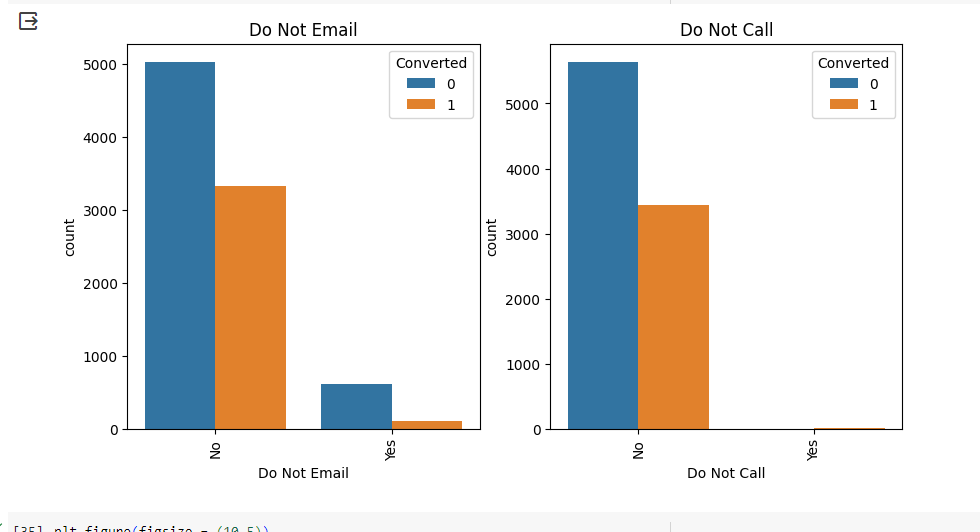 Do Not Email
Converted
0
1
5000
4000
3000
2000
1000
0
count
No
Yes
Do Not Email
Do Not Call
Converted
0
1
5000
4000
3000
2000
1000
0
count
No
Yes
Do Not Call
[35] plt.figure(figsize = (10,5))